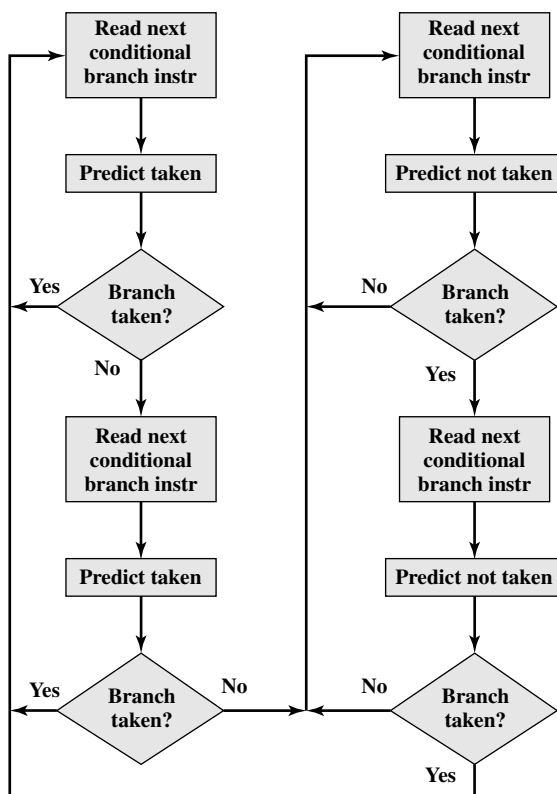 Read next
conditional
branch instr
Predict taken
Yes
Branch
taken?
No
Read next
conditional
branch instr
Predict taken
Yes
Branch
taken?
No
Read next
conditional
branch instr
Predict not taken
No
Branch
taken?
Yes
Read next
conditional
branch instr
Predict not taken
No
Branch
taken?
Yes